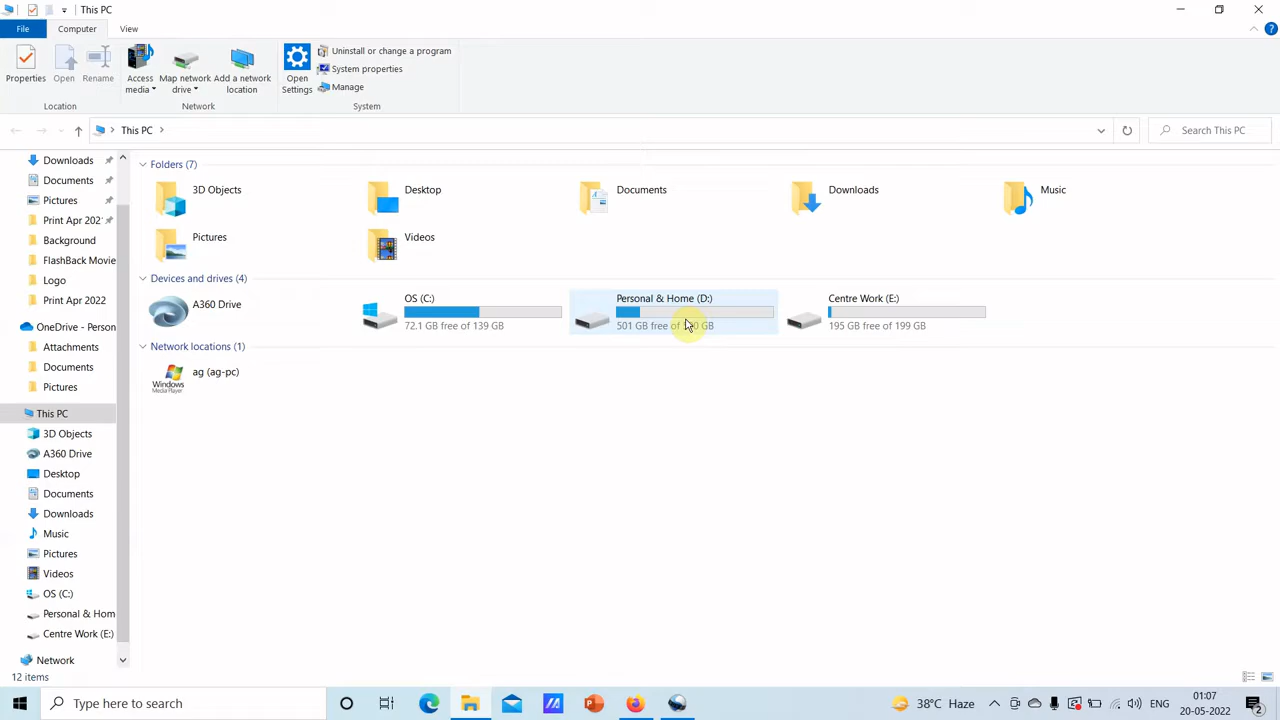 This PC
File
Computer
View
Properties
Open
Rename
Access media
Map network drive
Add a network location
Open Settings
Uninstall or change a program
System properties
Manage
Location
Network
System
This PC
Search This PC
Downloads
Documents
Pictures
Print Apr 202
Background
FlashBack Movie
Logo
Print Apr 2022
OneDrive - Person
Attachments
Documents
Pictures
This PC
3D Objects
A360 Drive
Desktop
Documents
Downloads
Music
Pictures
Videos
OS (C:)
Personal & Hom
Centre Work (E:)
Network
Folders (7)
3D Objects
Desktop
Documents
Downloads
Music
Pictures
Videos
Devices and drives (4)
A360 Drive
OS (C:)
72.1 GB free of 139 GB
Personal & Home (D:)
501 GB free of GB
Centre Work (E:)
195 GB free of 199 GB
Network locations (1)
Windows
Media Player
ag (ag-pc)
12 items
Type here to search
38°C Haze
ENG
01:07
20-05-2022
2